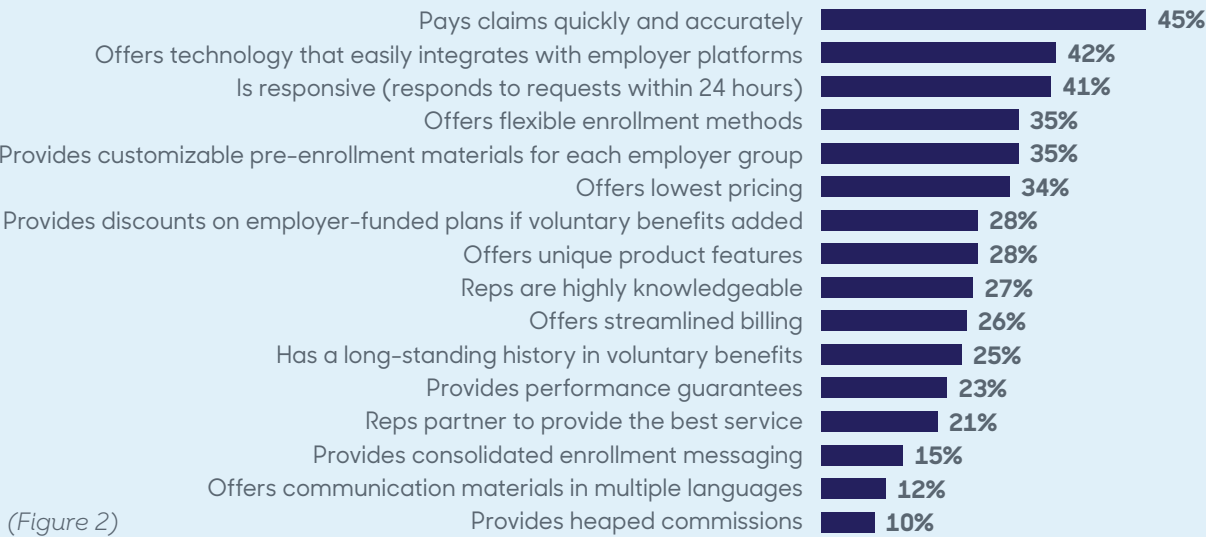 Pays claims quickly and accurately 45%
Offers technology that easily integrates with employer platforms 42%
Is responsive (responds to requests within 24 hours) 41%
Offers flexible enrollment methods 35%
Provides customizable pre-enrollment materials for each employer group 35%
Offers lowest pricing 34%
Provides discounts on employer-funded plans if voluntary benefits added 28%
Offers unique product features 28%
Reps are highly knowledgeable 27%
Offers streamlined billing 26%
Has a long-standing history in voluntary benefits 25%
Provides performance guarantees 23%
Reps partner to provide the best service 21%
Provides consolidated enrollment messaging 15%
Offers communication materials in multiple languages 12%
(Figure 2) Provides heaped commissions 10%